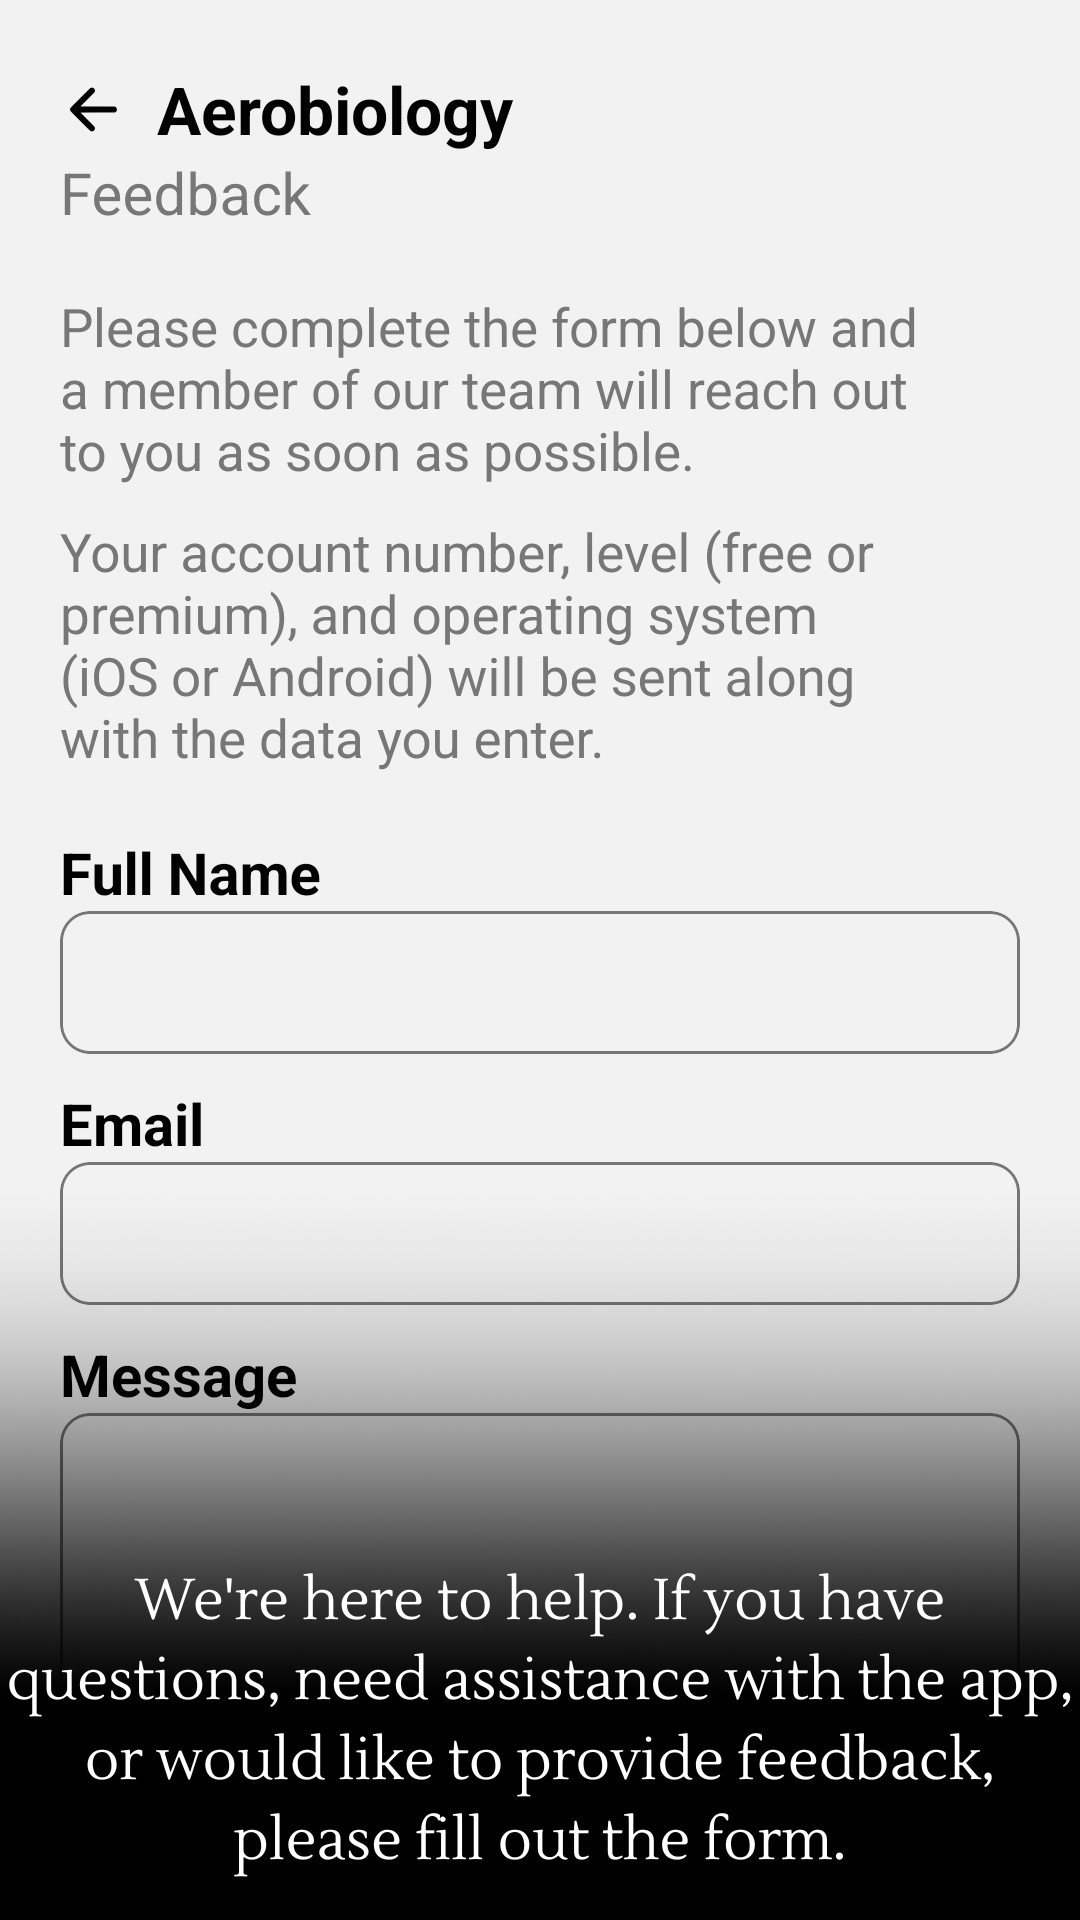 Aerobiology
Feedback
Please complete the form below and
a member of our team will reach out
to you as soon as possible.
Your account number, level (free or
premium), and operating system
(iOS or Android) will be sent along
with the data you enter.
Full Name
Email
Message
We're here to help. If you have
questions, need assistance with the app,
or would like to provide feedback,
please fill out the form.